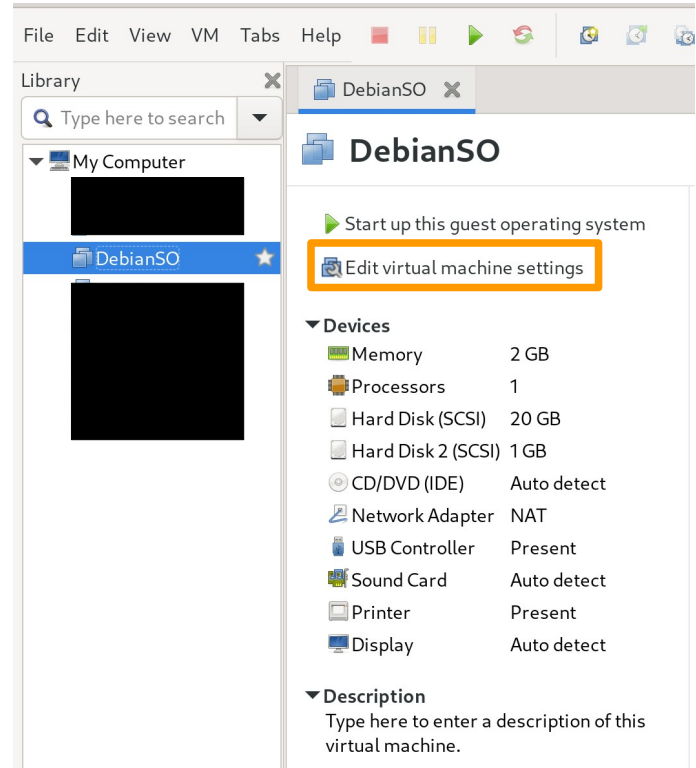 File Edit View VM Tabs Help
Library
DebianSO
Type here to search
DebianSO
My Computer
Start up this guest operating system
DebianSO
Edit virtual machine settings
Devices
Memory 2 GB
Processors 1
Hard Disk (SCSI) 20 GB
Hard Disk 2 (SCSI) 1 GB
CD/DVD (IDE) Auto detect
Network Adapter NAT
USB Controller Present
Sound Card Auto detect
Printer Present
Display Auto detect
Description
Type here to enter a description of this
virtual machine.